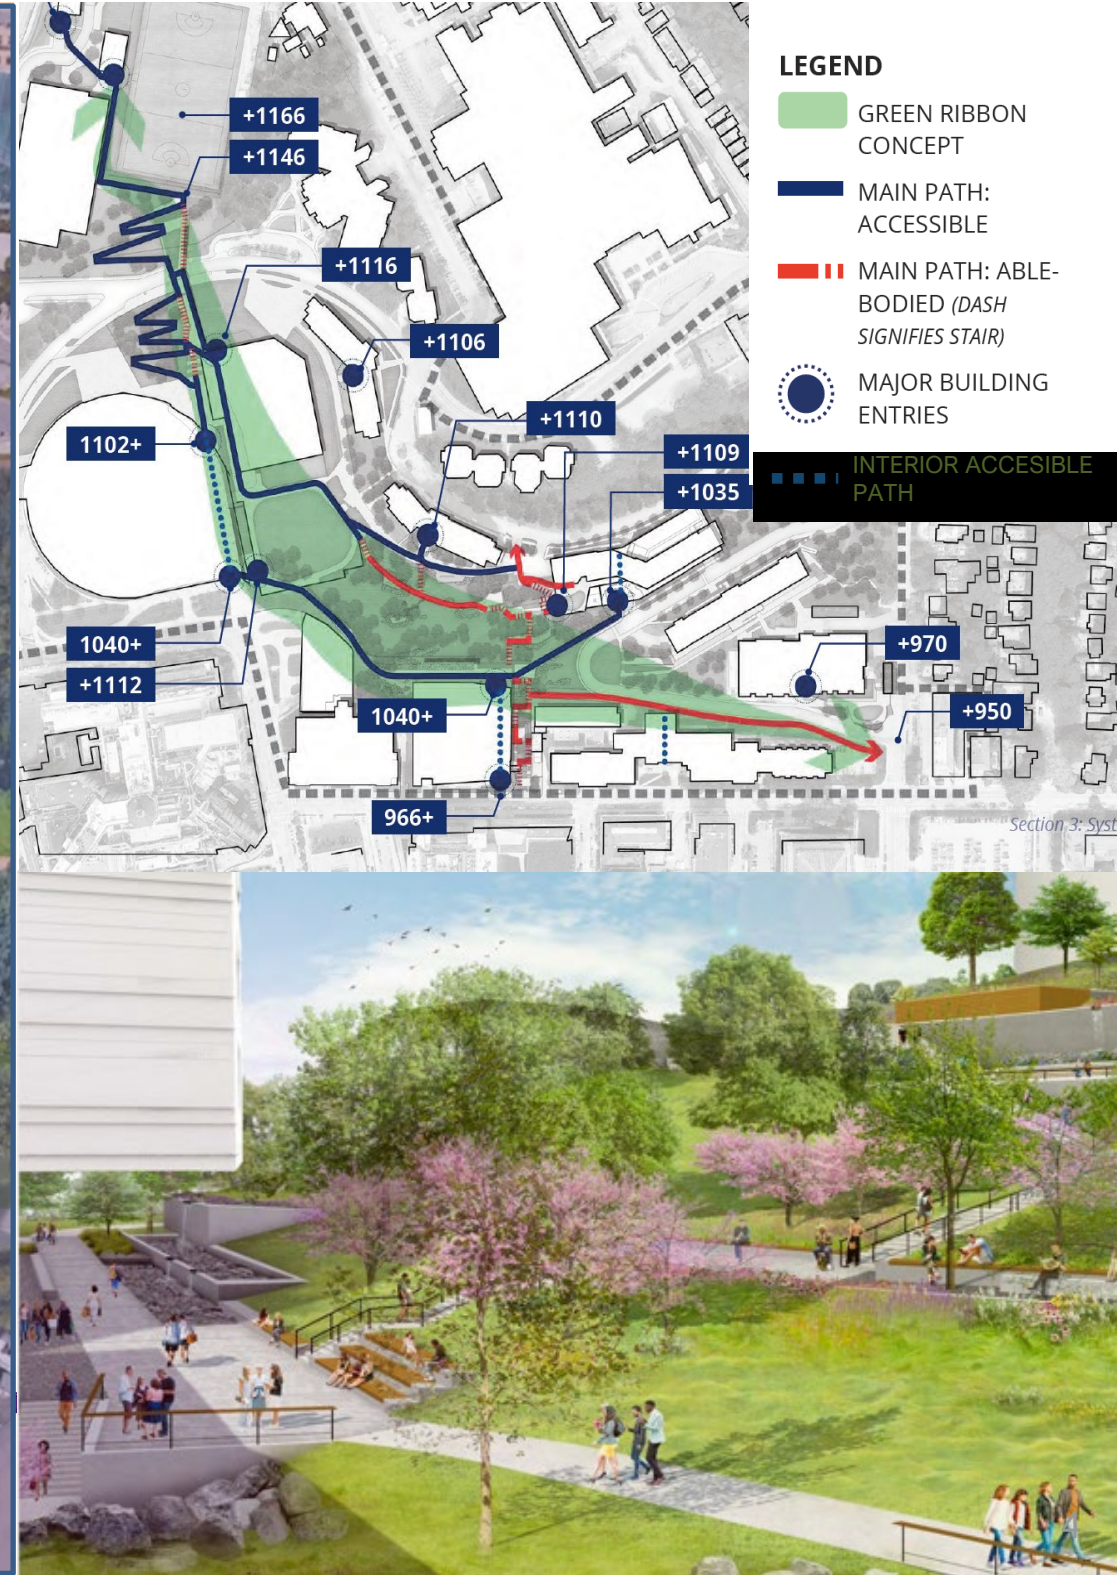 +1166
+1146
+1116
+1106
+1110
+1109
+1035
1102+
1040+
+1112
1040+
966+
+970
+950
LEGEND
GREEN RIBBON
CONCEPT
MAIN PATH:
ACCESSIBLE
MAIN PATH: ABLE-
BODIED (DASH
SIGNIFIES STAIR)
MAJOR BUILDING
ENTRIES
INTERIOR ACCESIBLE
PATH
Section 3: Syst